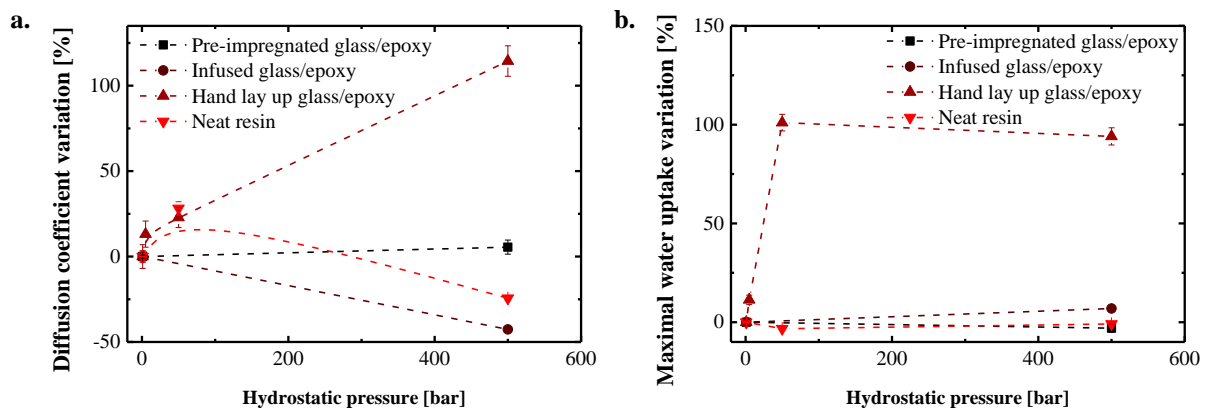 a.
Diffusion coefficient variation [%]
100
50
0
-50
Pre-impregnated glass/epoxy
Infused glass/epoxy
Hand lay up glass/epoxy
Neat resin
0 200 400 600
Hydrostatic pressure [bar]
b.
Maximal water uptake variation [%]
150
100
50
0
Pre-impregnated glass/epoxy
Infused glass/epoxy
Hand lay up glass/epoxy
Neat resin
0 200 400 600
Hydrostatic pressure [bar]